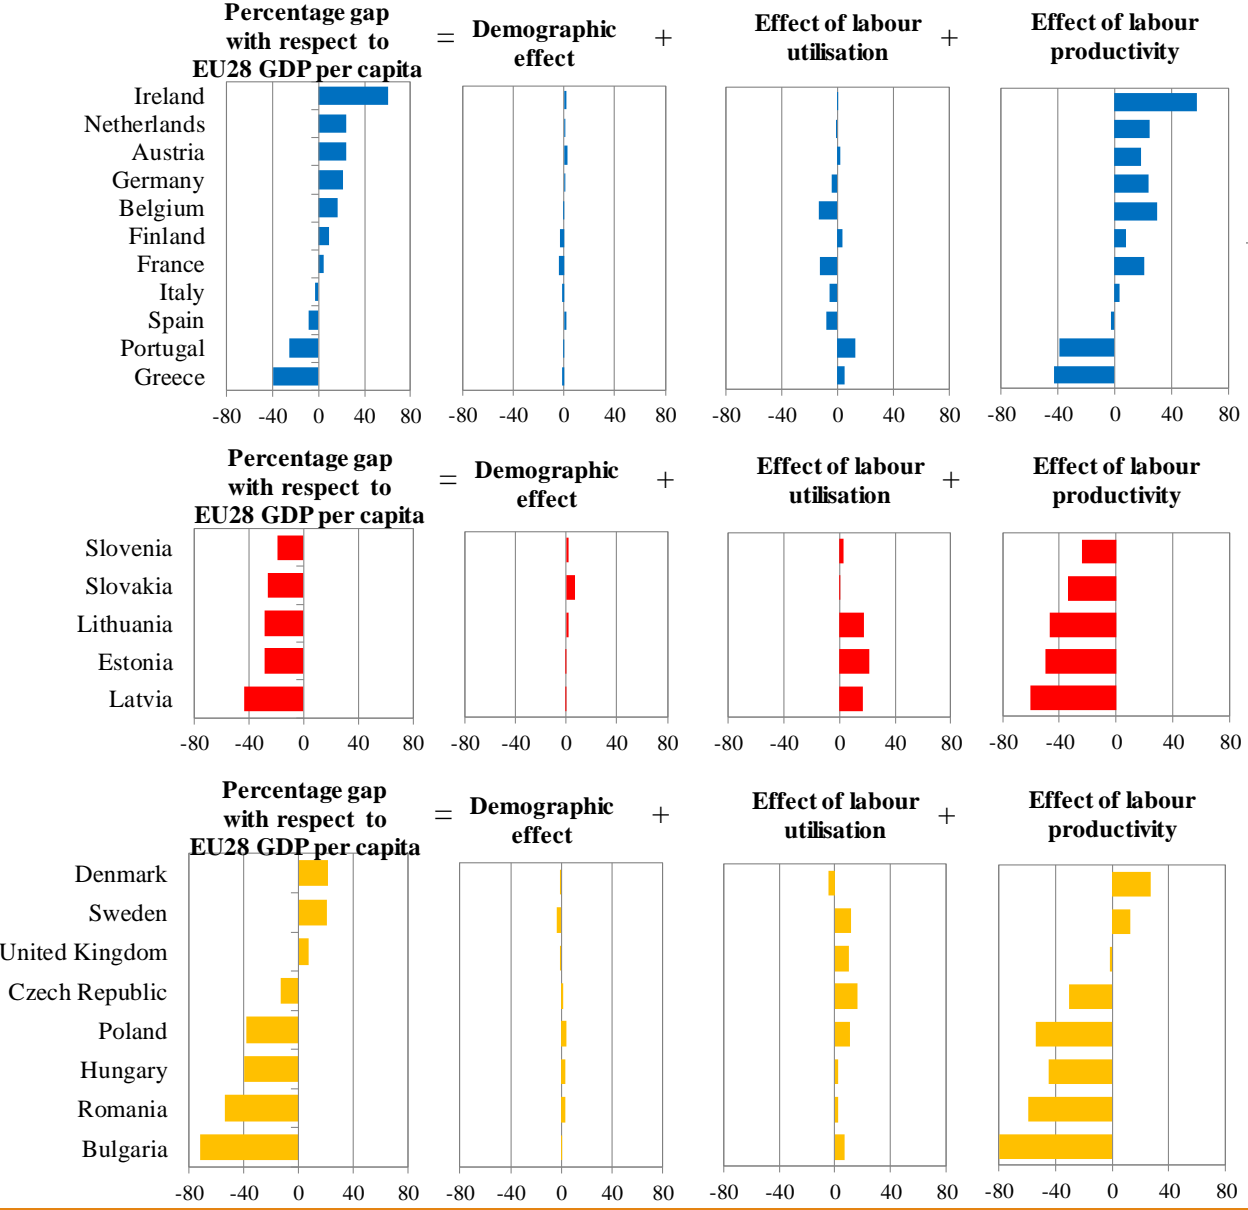 Percentage gap
with respect to
EU28 GDP per capita
=
Demographic
effect
+
Effect of labour
utilisation
+
Effect of labour
productivity
Ireland
Netherlands
Austria
Germany
Belgium
Finland
France
Italy
Spain
Portugal
Greece
-80 -40 0 40 80
-80 -40 0 40 80
-80 -40 0 40 80
-80 -40 0 40 80
Percentage gap
with respect to
EU28 GDP per capita
=
Demographic
effect
+
Effect of labour
utilisation
+
Effect of labour
productivity
Slovenia
Slovakia
Lithuania
Estonia
Latvia
-80 -40 0 40 80
-80 -40 0 40 80
-80 -40 0 40 80
-80 -40 0 40 80
Percentage gap
with respect to
EU28 GDP per capita
=
Demographic
effect
+
Effect of labour
utilisation
+
Effect of labour
productivity
Denmark
Sweden
United Kingdom
Czech Republic
Poland
Hungary
Romania
Bulgaria
-80 -40 0 40 80
-80 -40 0 40 80
-80 -40 0 40 80
-80 -40 0 40 80